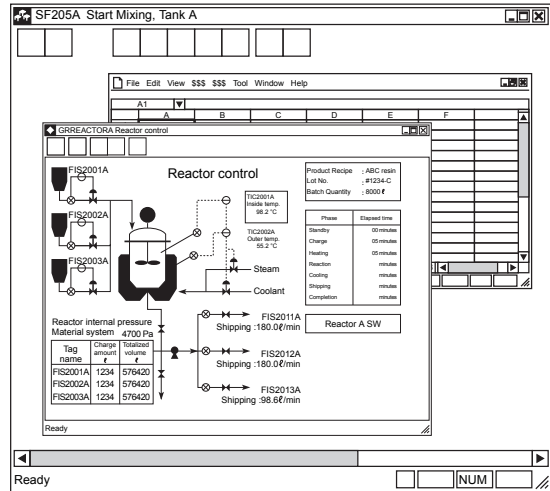 SF205A Start Mixing, Tank A
File Edit View $$$ $$$ Tool Window Help
A1
A B C D E F
GRREACTORA Reactor control
Reactor control
FIS2001A
FIS2002A
FIS2003A
TIC2001A
Inside temp.
98.2 °C
TIC2002A
Outer temp.
55.2 °C
Steam
Coolant
Product Recipe : ABC resin
Lot No. : #1234-C
Batch Quantity : 8000 ℓ
Phase Elapsed time
Standby 00 minutes
Charge 05 minutes
Heating 05 minutes
Reaction minutes
Cooling minutes
Shipping minutes
Completion minutes
Reactor A SW
FIS2011A
Shipping :180.0ℓ/min
FIS2012A
Shipping :180.0ℓ/min
FIS2013A
Shipping :98.6ℓ/min
Reactor internal pressure
Material system 4700 Pa
Tag name Charge amount ℓ Totalized volume ℓ
FIS2001A 1234 576420
FIS2002A 1234 576420
FIS2003A 1234 576420
Ready
Ready NUM